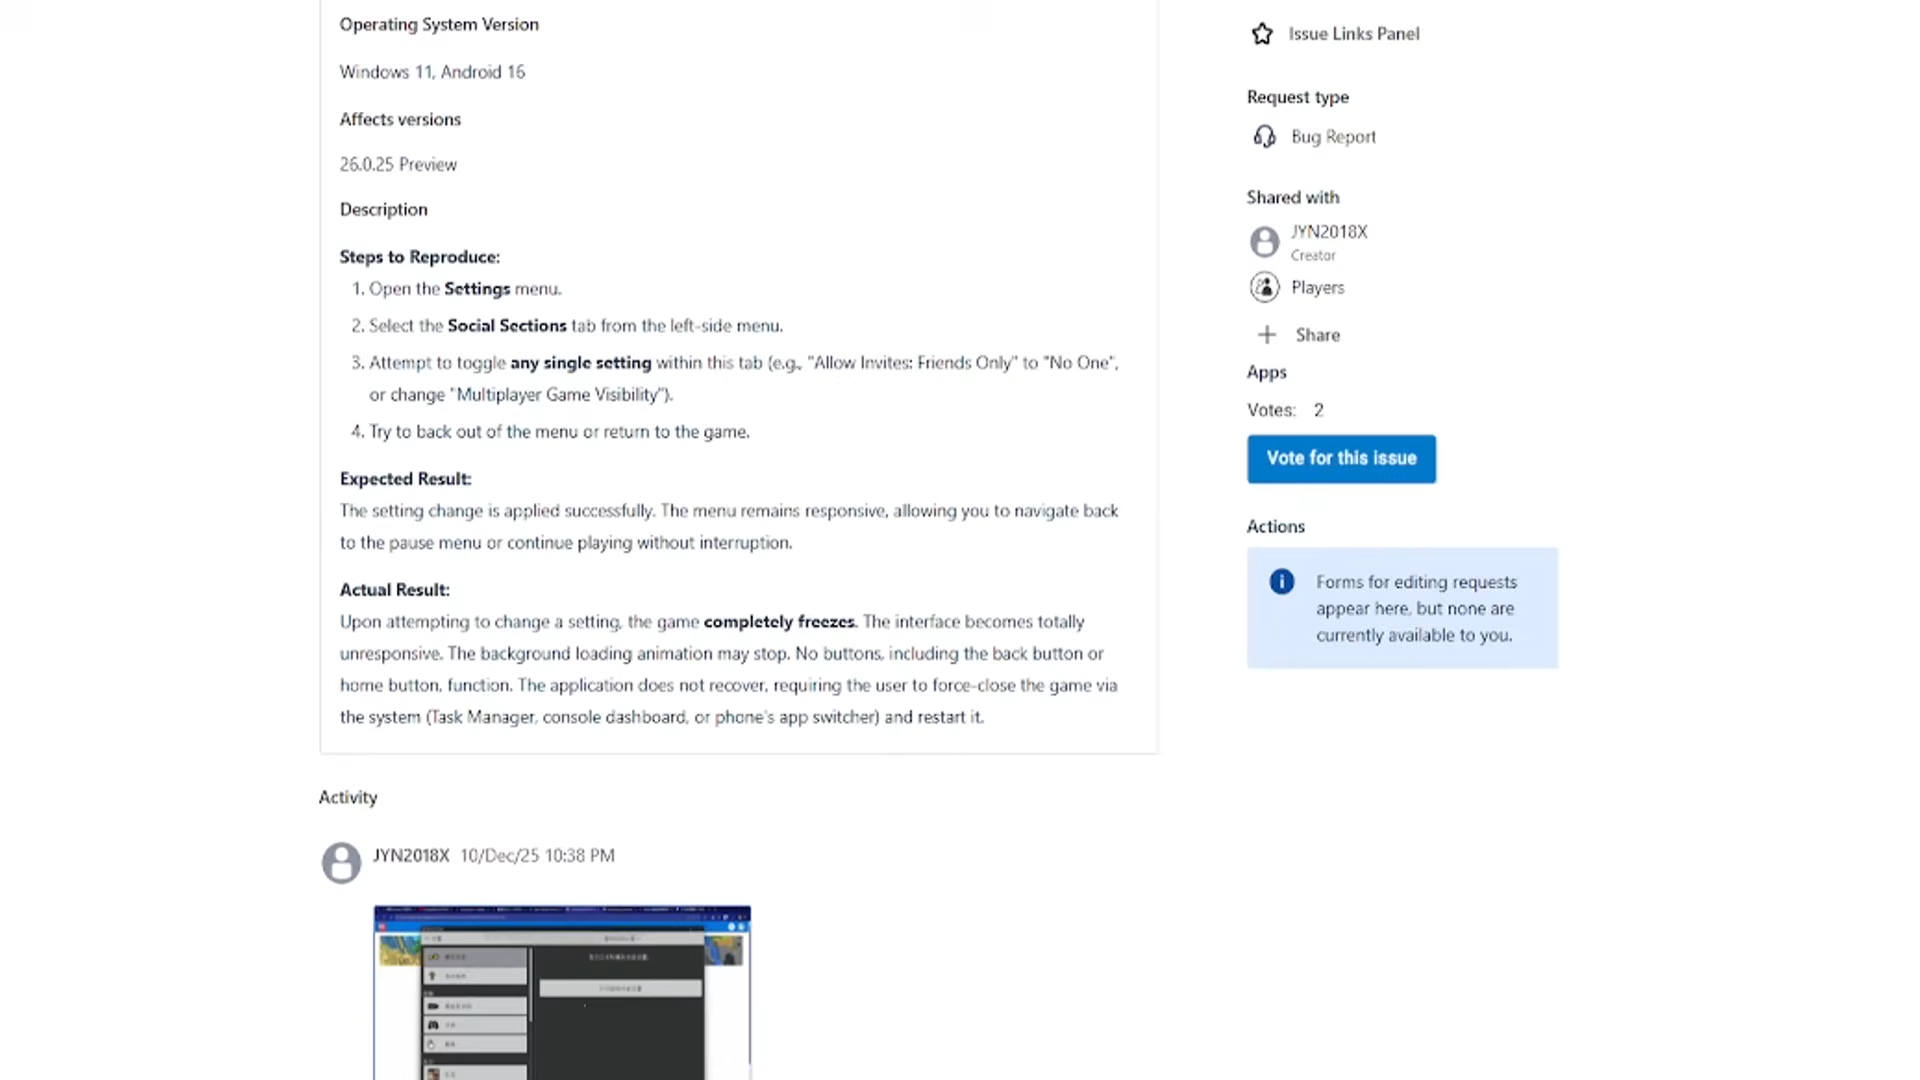 Operating System Version
Windows 11, Android 16
Affects versions
26.0.25 Preview
Description
Steps to Reproduce:
1. Open the Settings menu.
2. Select the Social Sections tab from the left-side menu.
3. Attempt to toggle any single setting within this tab (e.g., "Allow Invites: Friends Only" to "No One",
or change "Multiplayer Game Visibility").
4. Try to back out of the menu or return to the game.
Expected Result:
The setting change is applied successfully. The menu remains responsive, allowing you to navigate back
to the pause menu or continue playing without interruption.
Actual Result:
Upon attempting to change a setting, the game completely freezes. The interface becomes totally
unresponsive. The background loading animation may stop. No buttons, including the back button or
home button, function. The application does not recover, requiring the user to force-close the game via
the system (Task Manager, console dashboard, or phone's app switcher) and restart it.
Activity
JYN2018X 10/Dec/25 10:38 PM
Issue Links Panel
Request type
Bug Report
Shared with
JYN2018X
Creator
Players
Share
Apps
Votes: 2
Vote for this issue
Actions
Forms for editing requests
appear here, but none are
currently available to you.